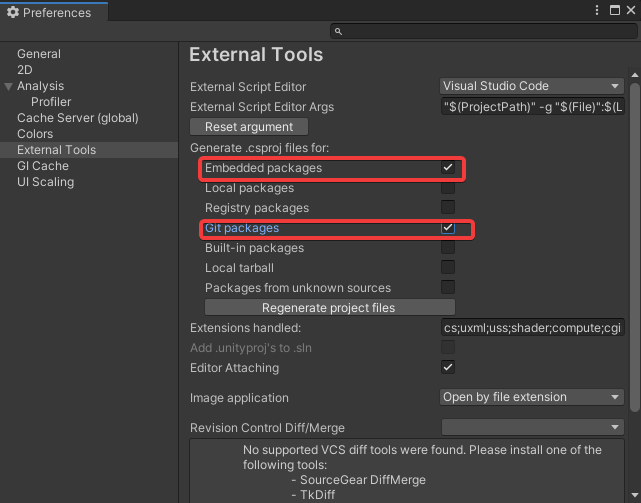 Preferences
General
2D
Analysis
Profiler
Cache Server (global)
Colors
External Tools
GI Cache
UI Scaling
External Tools
External Script Editor
Visual Studio Code
External Script Editor Args
"$(ProjectPath)" -g "$(File)":$(L
Reset argument
Generate .csproj files for:
Embedded packages
Local packages
Registry packages
Git packages
Built-in packages
Local tarball
Packages from unknown sources
Regenerate project files
Extensions handled:
cs;uxml;uss;shader;compute;cgi
Add .unityproj's to .sln
Editor Attaching
Image application
Open by file extension
Revision Control Diff/Merge
No supported VCS diff tools were found. Please install one of the
following tools:
- SourceGear DiffMerge
- TkDiff